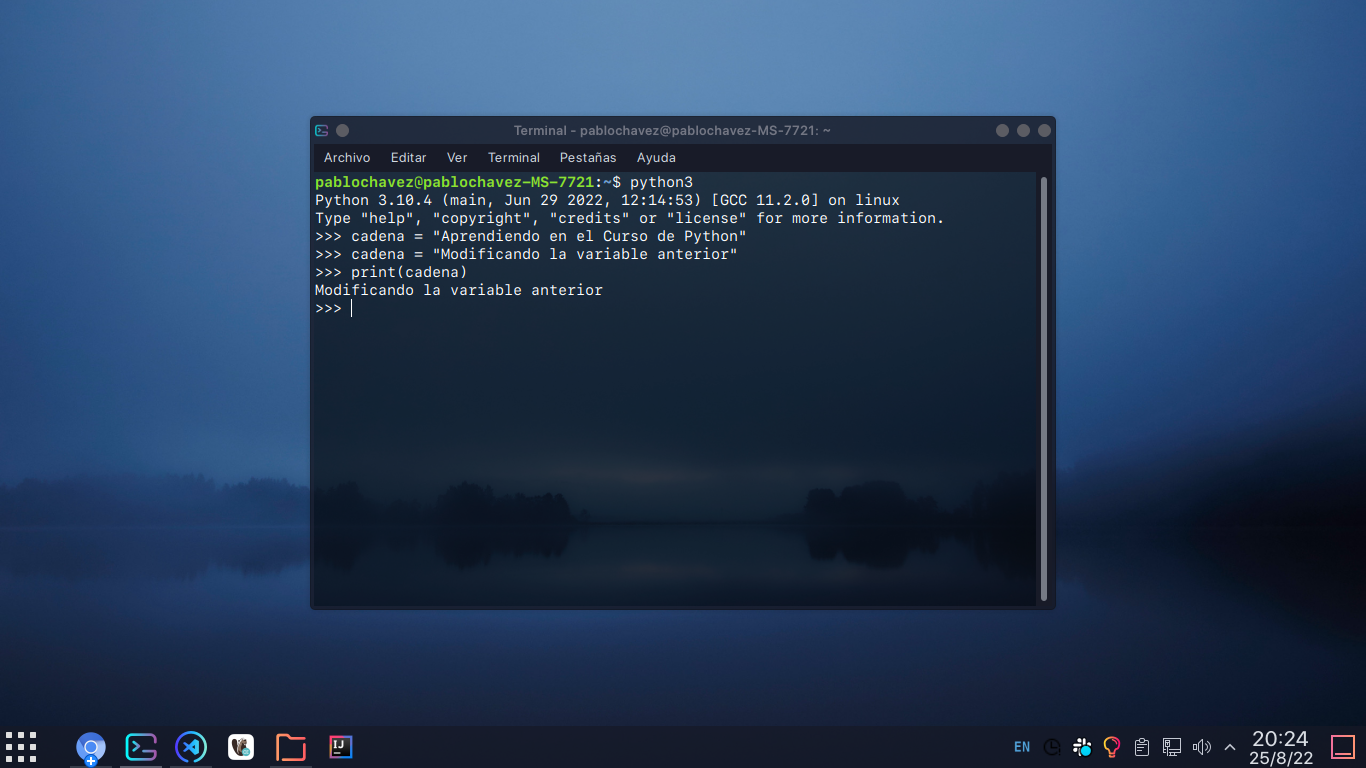 Terminal - pablochavez@pablochavez-MS-7721: ~
Archivo Editar Ver Terminal Pestañas Ayuda
pablochavez@pablochavez-MS-7721:~$ python3
Python 3.10.4 (main, Jun 29 2022, 12:14:53) [GCC 11.2.0] on linux
Type "help", "copyright", "credits" or "license" for more information.
>>> cadena = "Aprendiendo en el Curso de Python"
>>> cadena = "Modificando la variable anterior"
>>> print(cadena)
Modificando la variable anterior
>>>
IJ
EN
20:24
25/8/22